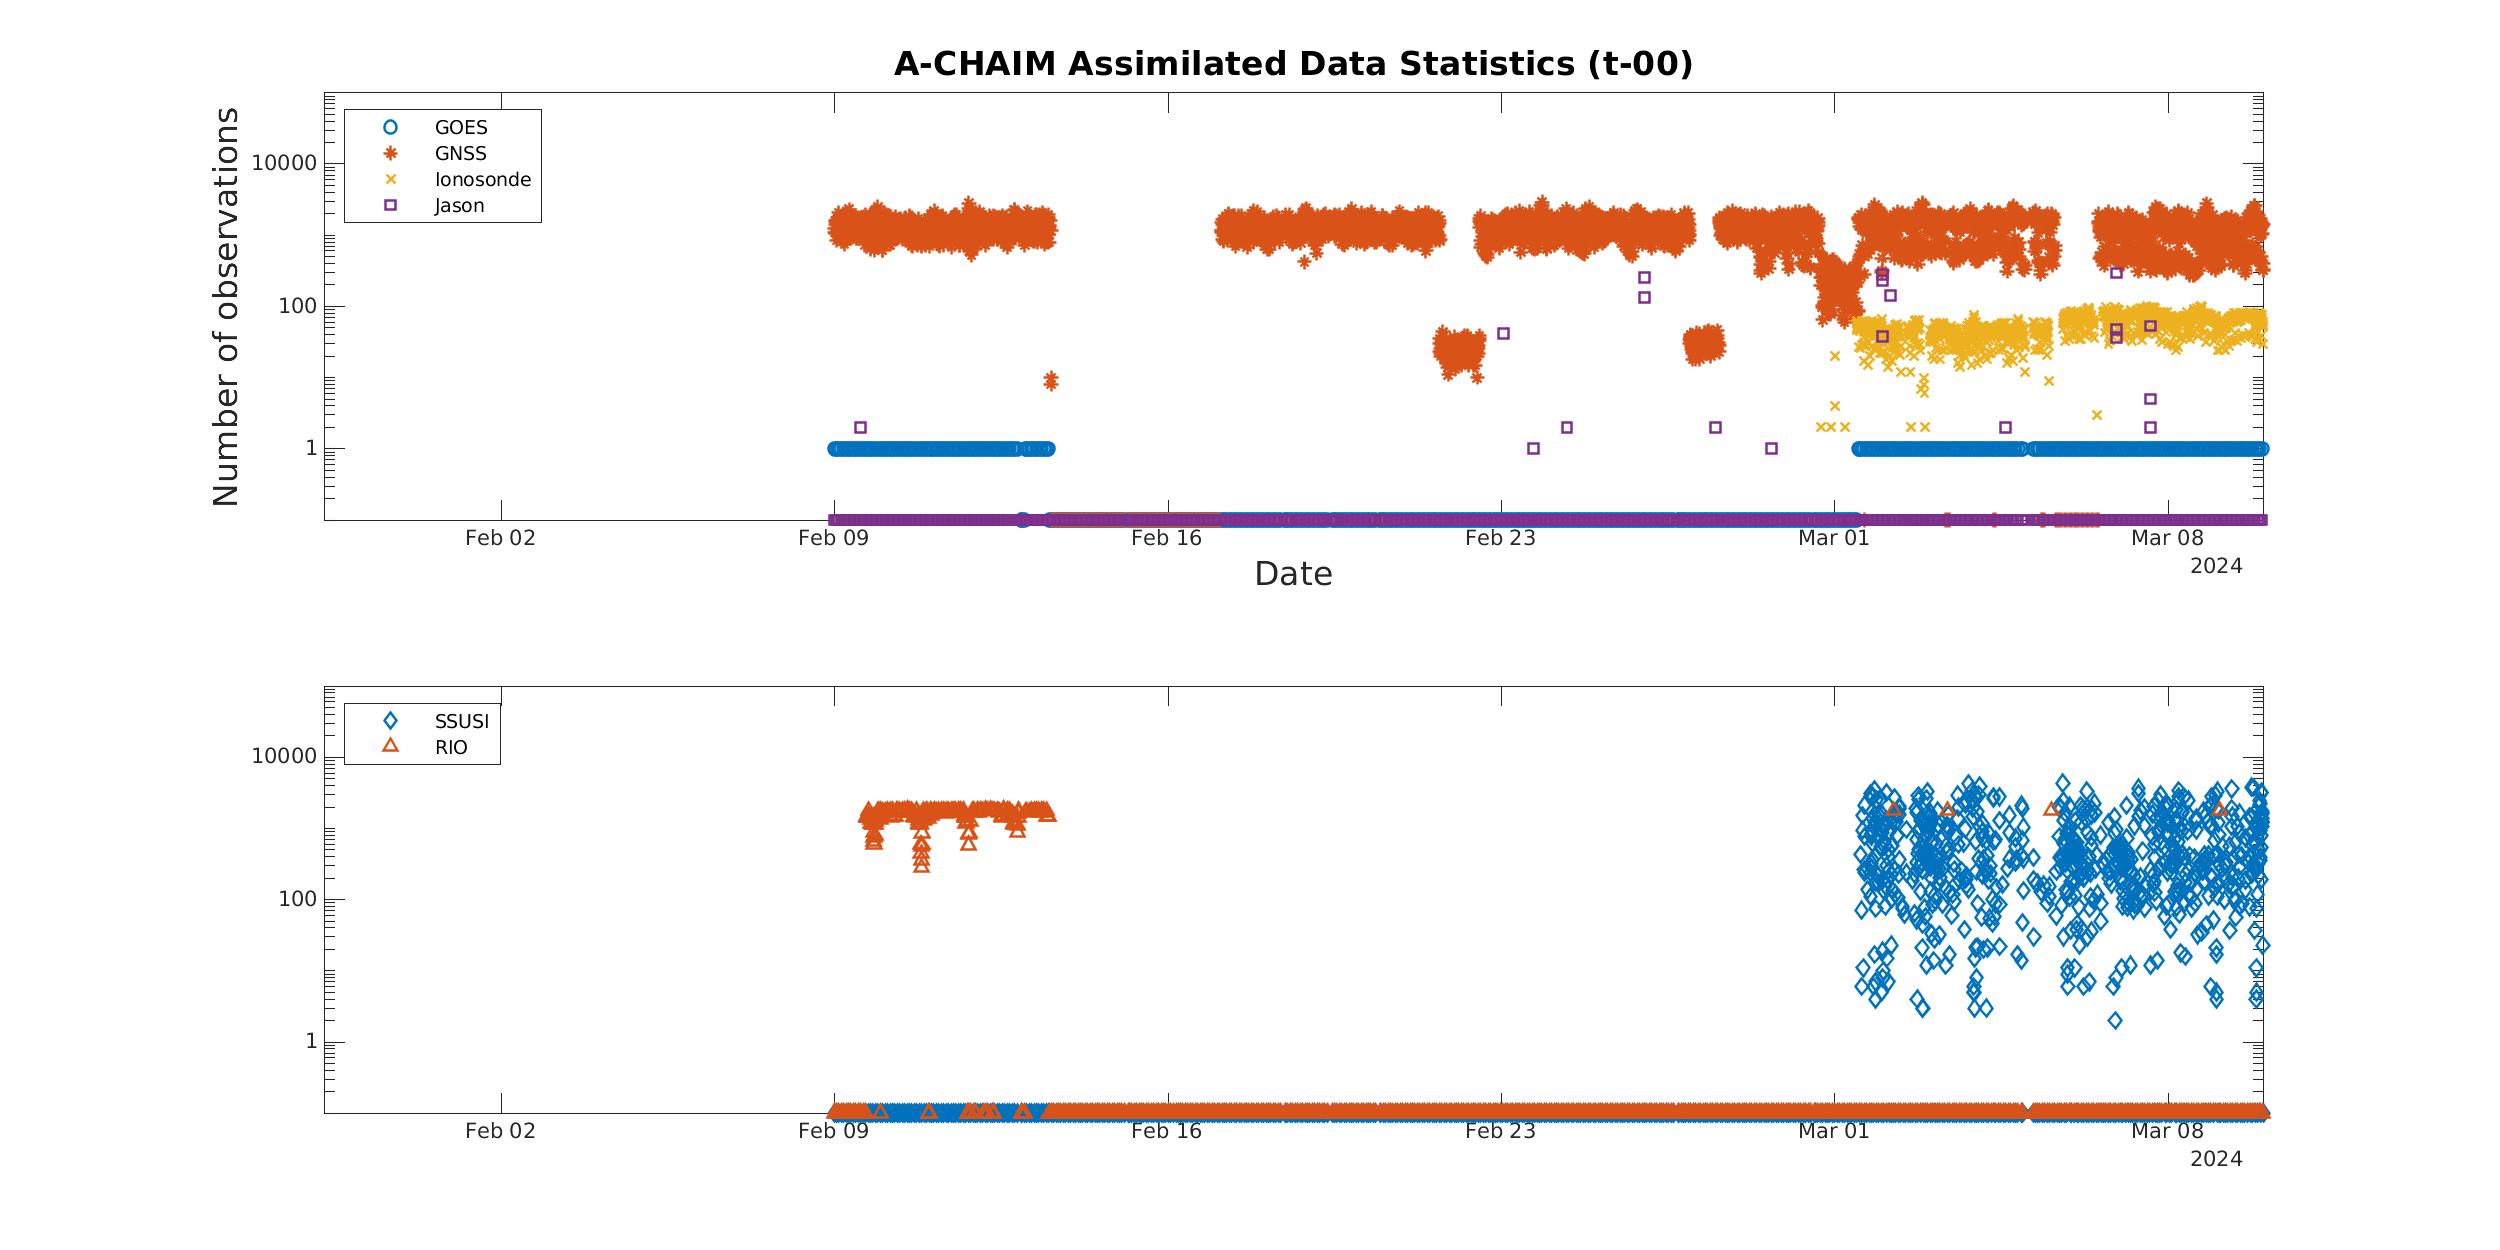 A-CHAIM Assimilated Data Statistics (t-00)
Number of observations
GOES
GNSS
Ionosonde
Jason
10000
100
1
Feb 02 Feb 09 Feb 16 Feb 23 Mar 01 Mar 08
2024
Date
SSUSI
RIO
10000
100
1
Feb 02 Feb 09 Feb 16 Feb 23 Mar 01 Mar 08
2024